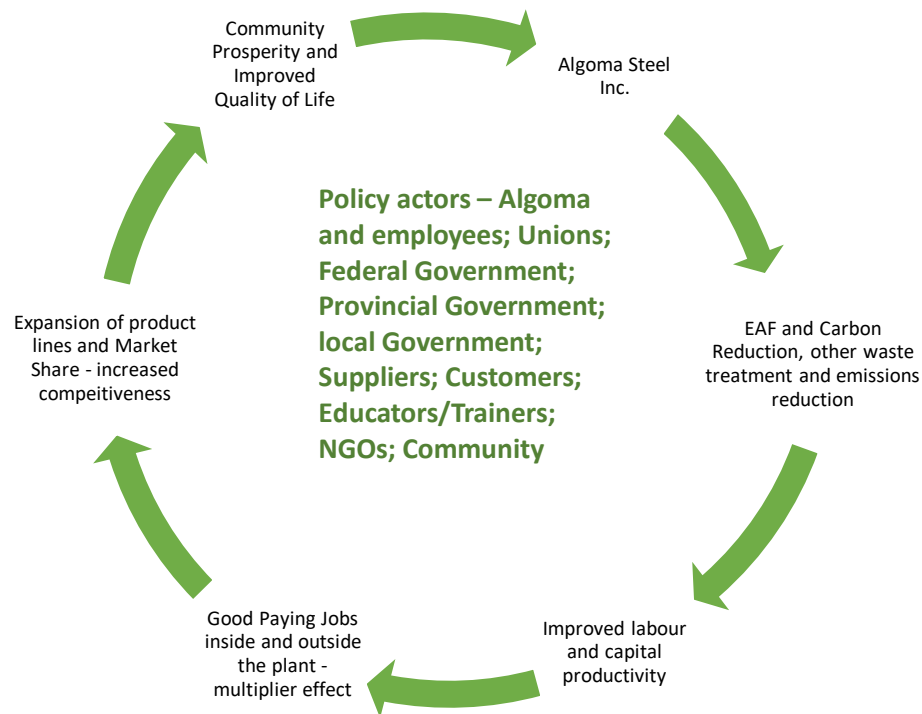 Community
Prosperity and
Improved
Quality of Life
Algoma Steel
Inc.
Policy actors – Algoma
and employees; Unions;
Federal Government;
Provincial Government;
local Government;
Suppliers; Customers;
Educators/Trainers;
NGOs; Community
EAF and Carbon
Reduction, other waste
treatment and emissions
reduction
Improved labour
and capital
productivity
Good Paying Jobs
inside and outside
the plant -
multiplier effect
Expansion of product
lines and Market
Share - increased
compeitiveness